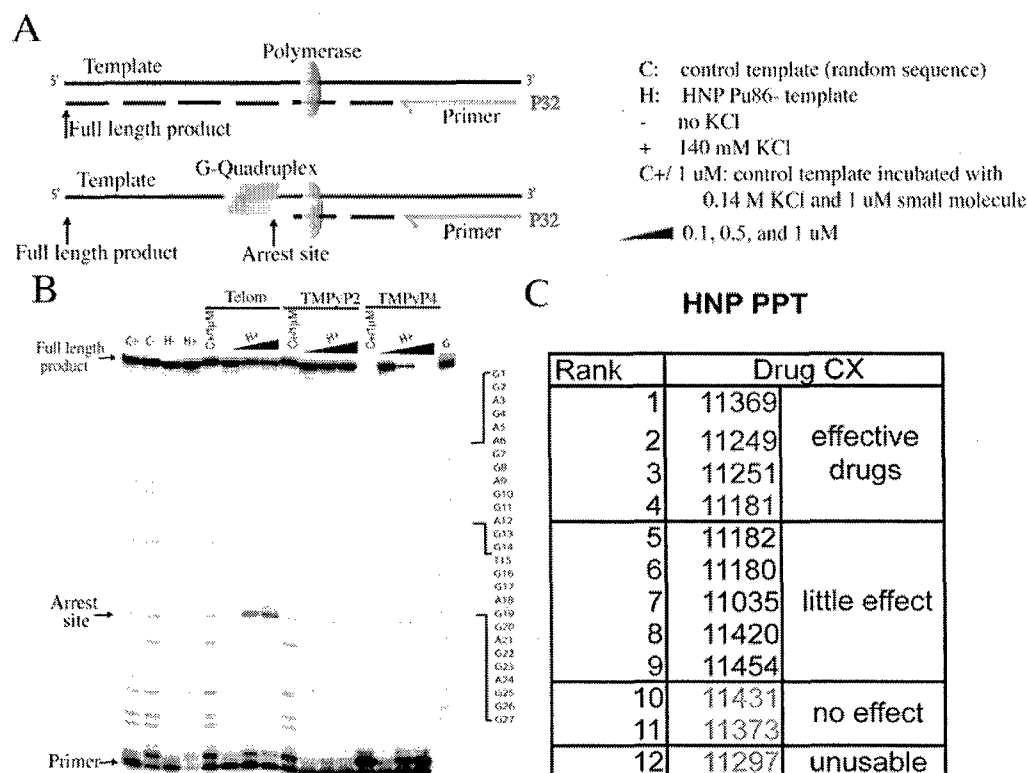 A
Polymerase
5' Template 3'
P32
Primer
Full length product
G-Quadruplex
5' Template 3'
P32
Primer
Full length product Arrest site
C: control template (random sequence)
H: HNP Pu86- template
- no KCl
+ 140 mM KCl
C+/ 1 uM: control template incubated with
0.14 M KCl and 1 uM small molecule
0.1, 0.5, and 1 uM
B
Telom TMPyP2 TMPyP4
C+ C- H- H+ C+/1μM H+ C+/1μM H+ C+/1μM H+ G
Full length
product
G1
G2
A3
G4
A5
A6
G7
G8
A9
G10
G11
A12
G13
G14
T15
G16
G17
A18
G19
G20
A21
G22
G23
A24
G25
G26
G27
Arrest
site
Primer
C
HNP PPT
Rank Drug CX
1 11369
2 11249 effective
3 11251 drugs
4 11181
5 11182
6 11180
7 11035 little effect
8 11420
9 11454
10 11431 no effect
11 11373
12 11297 unusable